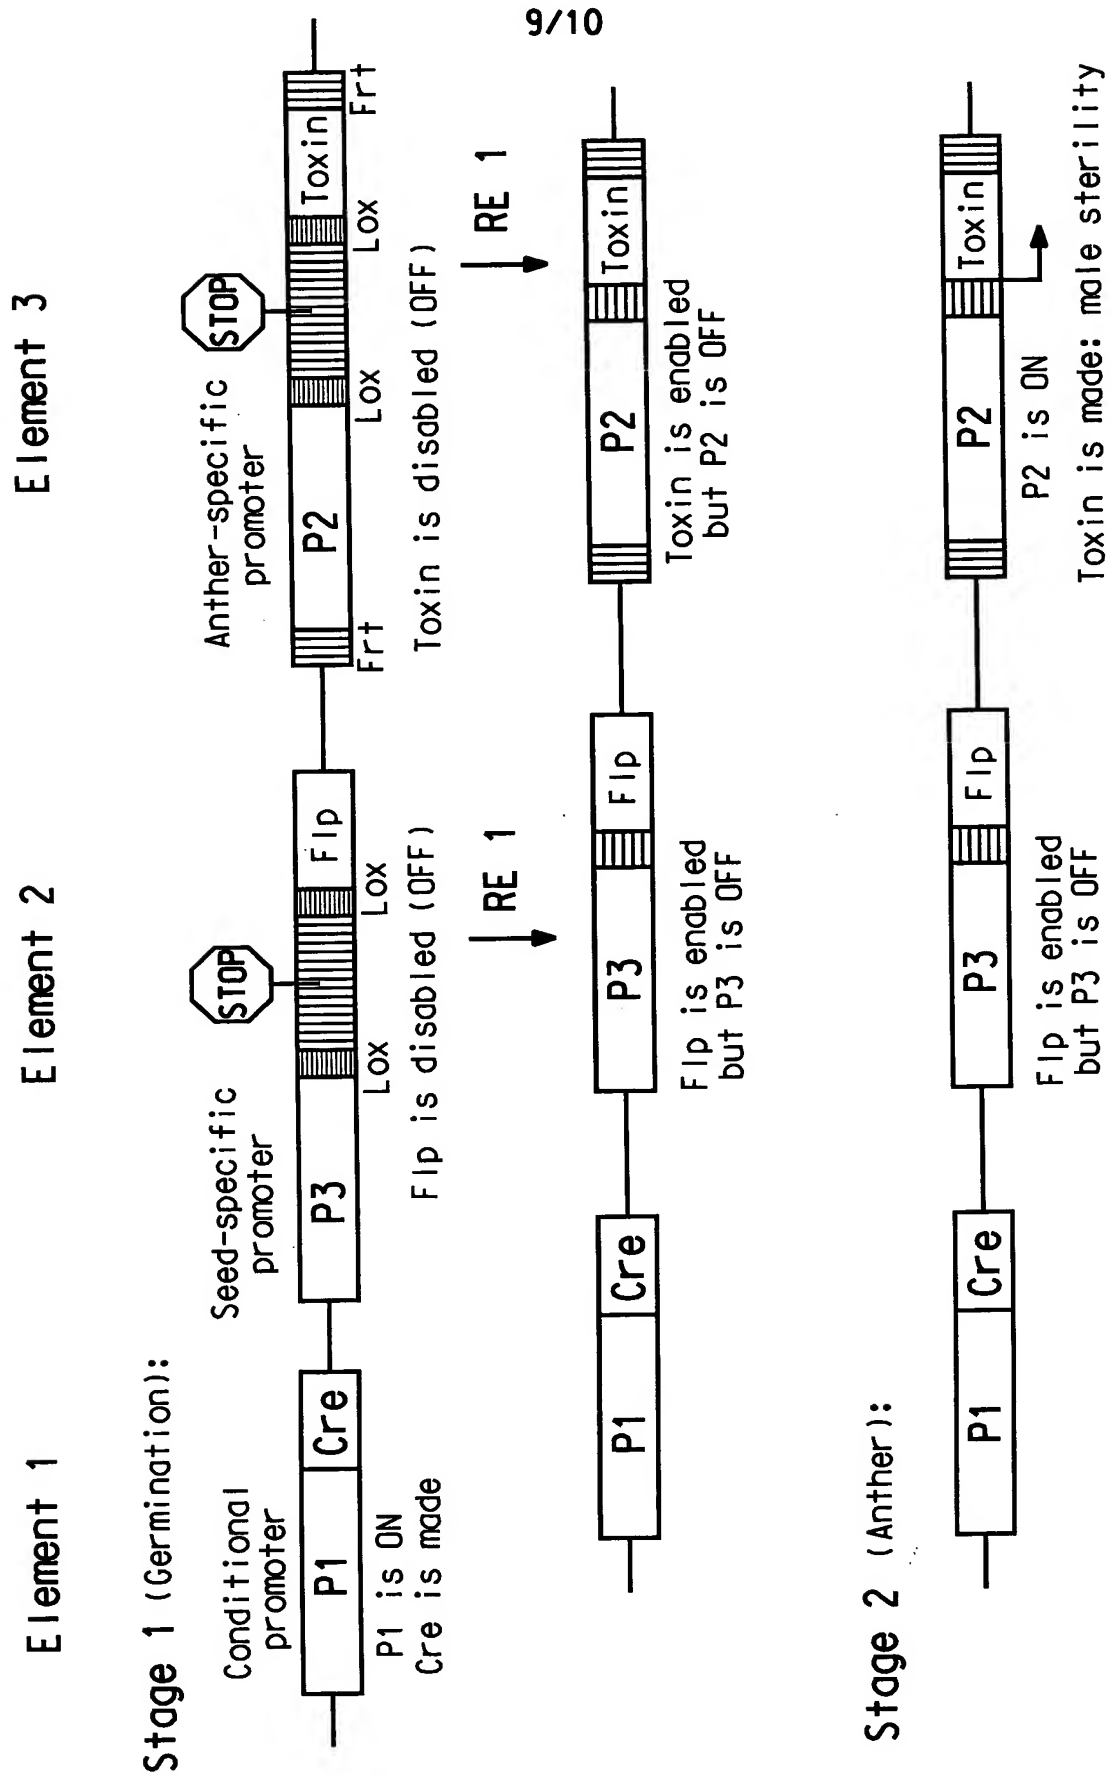 9/10
Element 1
Element 2
Element 3
Stage 1 (Germination):
Conditional
promoter
Seed-specific
promoter
Anther-specific
promoter
STOP
STOP
P1
Cre
P3
Flp
P2
Toxin
Lox
Lox
Frt
Lox
Lox
Frt
P1 is ON
Cre is made
Flp is disabled (OFF)
Toxin is disabled (OFF)
RE 1
RE 1
P1
Cre
P3
Flp
P2
Toxin
Flp is enabled
but P3 is OFF
Toxin is enabled
but P2 is OFF
Stage 2 (Anther):
P1
Cre
P3
Flp
P2
Toxin
Flp is enabled
but P3 is OFF
P2 is ON
Toxin is made: male sterility